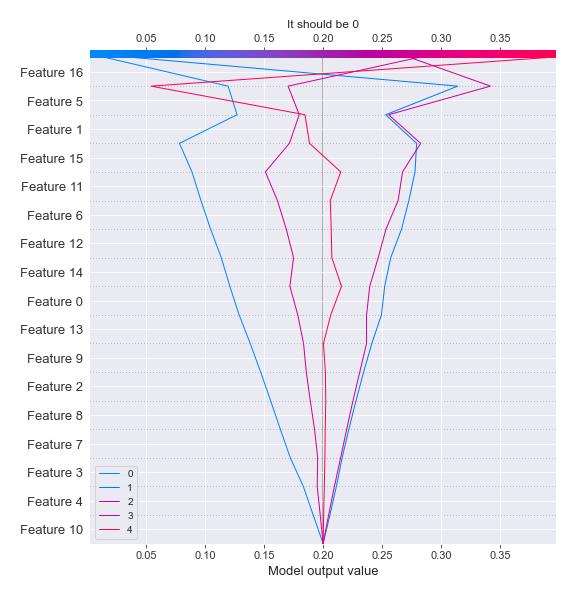 It should be 0
0.05 0.10 0.15 0.20 0.25 0.30 0.35
Feature 16
Feature 5
Feature 1
Feature 15
Feature 11
Feature 6
Feature 12
Feature 14
Feature 0
Feature 13
Feature 9
Feature 2
Feature 8
Feature 7
Feature 3
Feature 4
Feature 10
0
1
2
3
4
0.05 0.10 0.15 0.20 0.25 0.30 0.35
Model output value